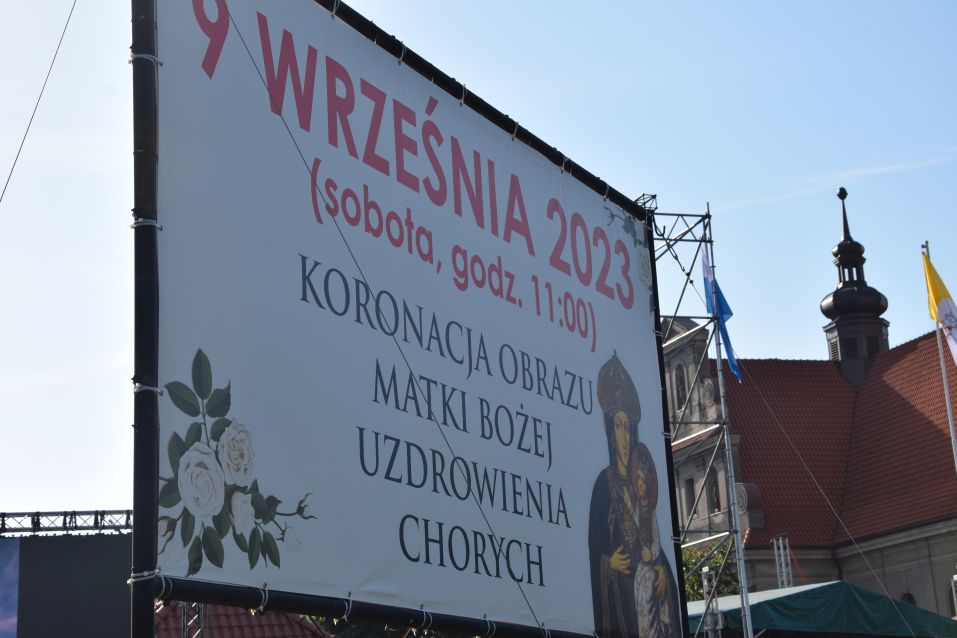 9 WRZEŚNIA 2023
(sobota, godz. 11:00)
KORONACJA OBRAZU
MATKI BOŻEJ
UZDROWIENIA
CHORYCH